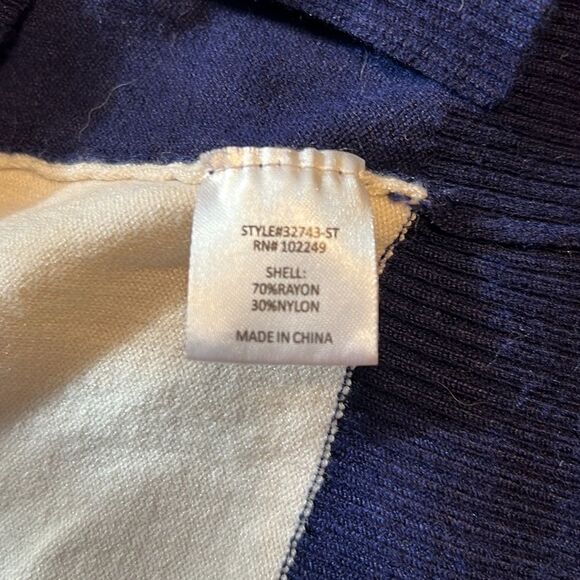 STYLE#32743-ST
RN# 102249
SHELL:
70%RAYON
30%NYLON
MADE IN CHINA